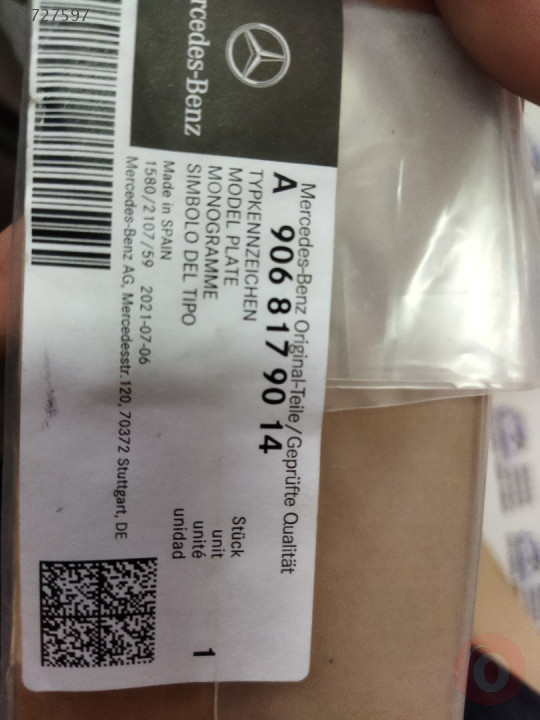 727597
Mercedes-Benz
Mercedes-Benz Original-Teile/Geprüfte Qualität
A 906 817 90 14
TYPKENNZEICHEN
MODEL PLATE
MONOGRAMME
SIMBOLO DEL TIPO
Stück
unit
unité
unidad
1
Made in SPAIN
1580/2107/59 2021-07-06
Mercedes-Benz AG, Mercedesstr. 120, 70372 Stuttgart, DE